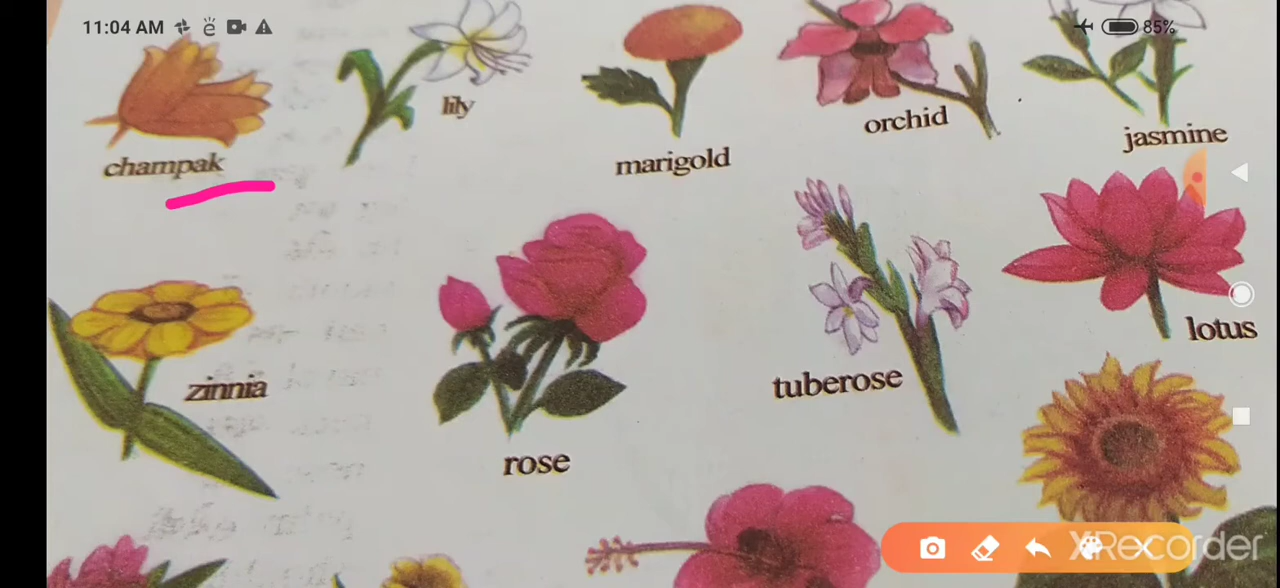 11:04 AM
85%
champak
lily
marigold
orchid
jasmine
zinnia
rose
tuberose
lotus
XRecorder